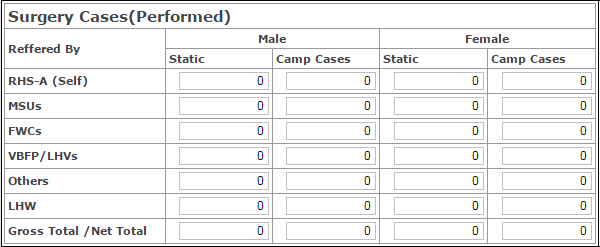 Surgery Cases(Performed)
Reffered By Male Female
Static Camp Cases Static Camp Cases
RHS-A (Self) 0 0 0 0
MSUs 0 0 0 0
FWCs 0 0 0 0
VBFP/LHVs 0 0 0 0
Others 0 0 0 0
LHW 0 0 0 0
Gross Total /Net Total 0 0 0 0